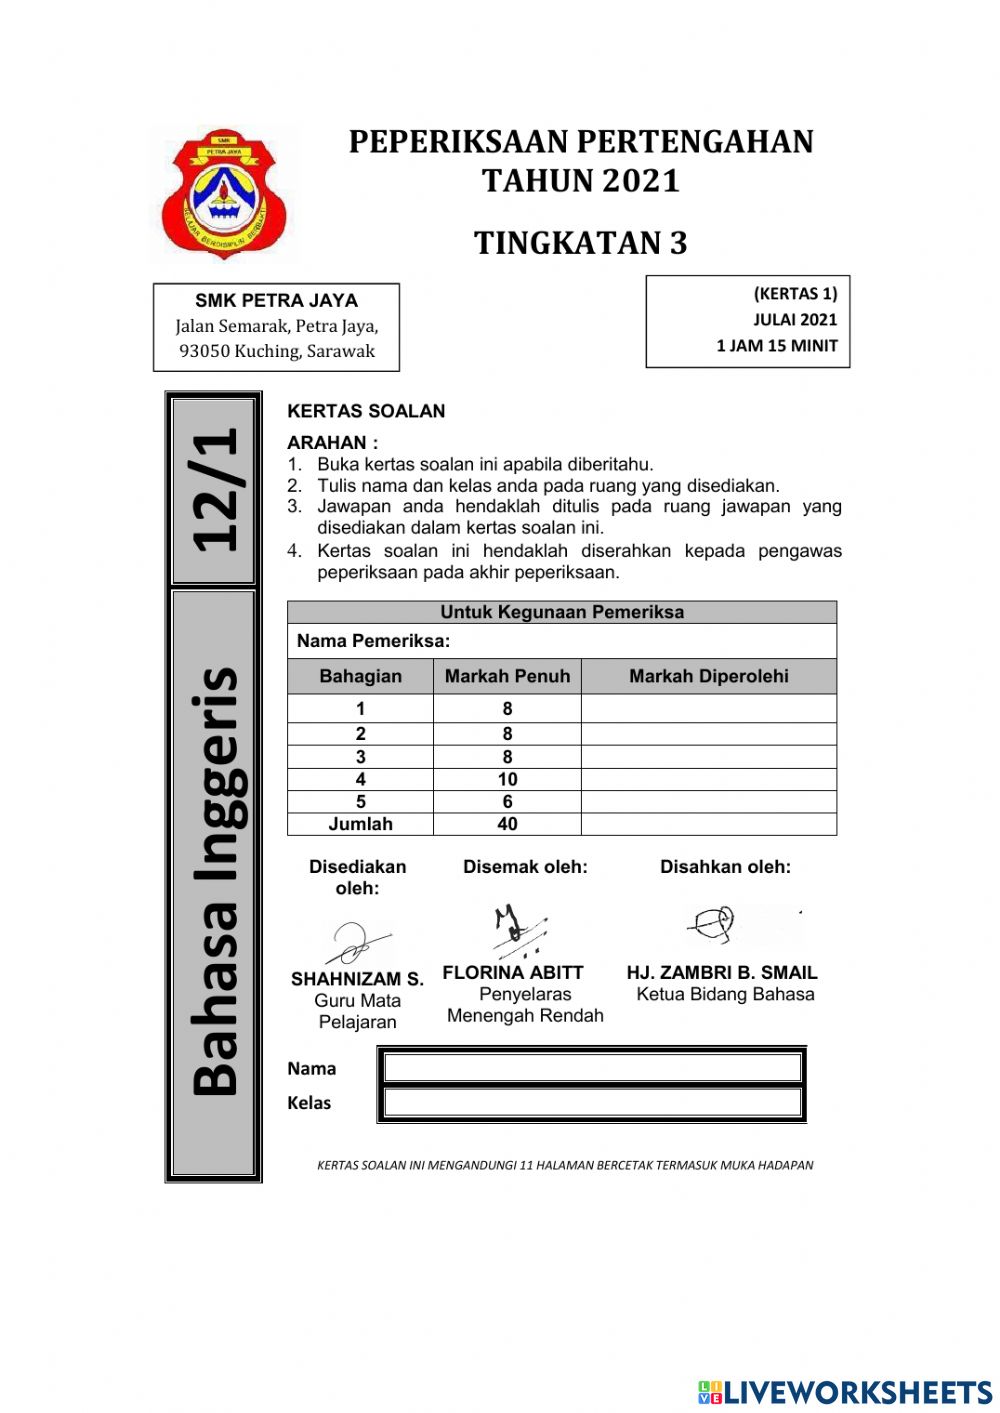 PEPERIKSAAN PERTENGAHAN
TAHUN 2021
TINGKATAN 3
SMK
PETRA JAYA
BELAJAR BERDISIPLIN BERBUKTI
SMK PETRA JAYA
Jalan Semarak, Petra Jaya,
93050 Kuching, Sarawak
(KERTAS 1)
JULAI 2021
1 JAM 15 MINIT
12/1
Bahasa Inggeris
KERTAS SOALAN
ARAHAN :
1. Buka kertas soalan ini apabila diberitahu.
2. Tulis nama dan kelas anda pada ruang yang disediakan.
3. Jawapan anda hendaklah ditulis pada ruang jawapan yang
disediakan dalam kertas soalan ini.
4. Kertas soalan ini hendaklah diserahkan kepada pengawas
peperiksaan pada akhir peperiksaan.
Untuk Kegunaan Pemeriksa
Nama Pemeriksa:
Bahagian Markah Penuh Markah Diperolehi
1 8
2 8
3 8
4 10
5 6
Jumlah 40
Disediakan
oleh:
Disemak oleh:
Disahkan oleh:
SHAHNIZAM S.
Guru Mata
Pelajaran
FLORINA ABITT
Penyelaras
Menengah Rendah
HJ. ZAMBRI B. SMAIL
Ketua Bidang Bahasa
Nama
Kelas
KERTAS SOALAN INI MENGANDUNGI 11 HALAMAN BERCETAK TERMASUK MUKA HADAPAN
LIVE
LIVEWORKSHEETS